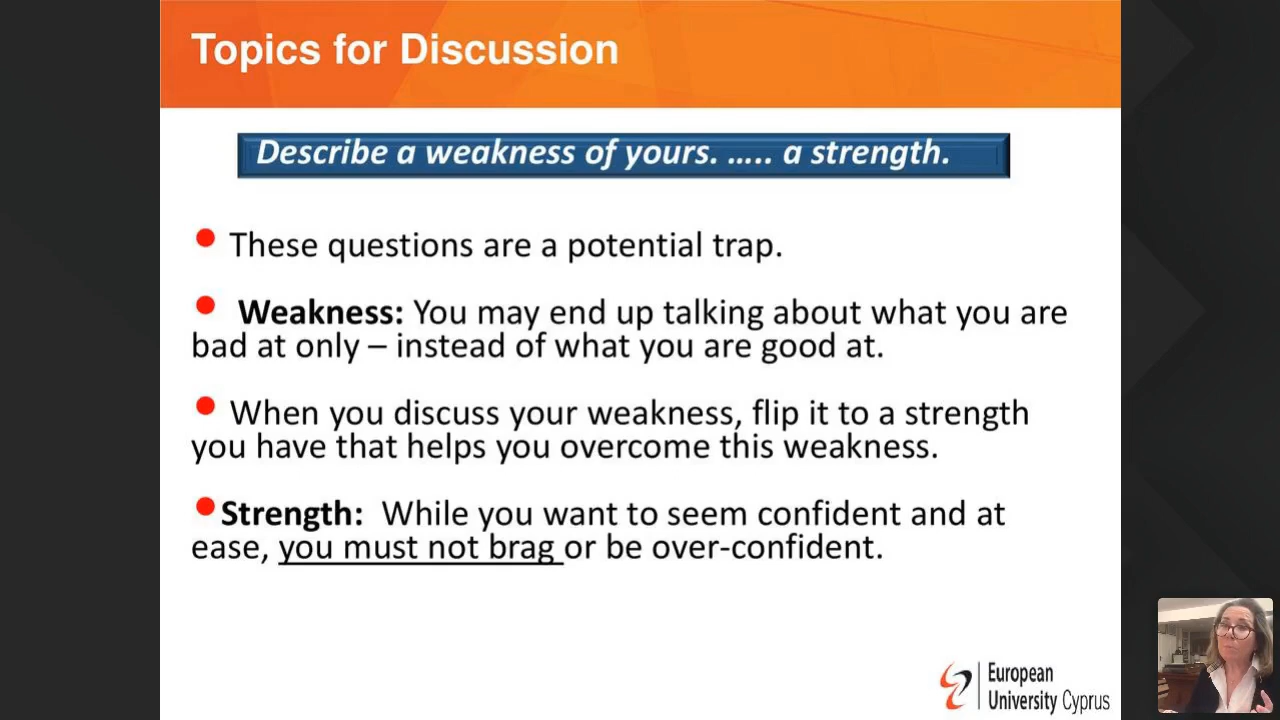 Topics for Discussion
Describe a weakness of yours. ..... a strength.
• These questions are a potential trap.
• Weakness: You may end up talking about what you are
bad at only – instead of what you are good at.
• When you discuss your weakness, flip it to a strength
you have that helps you overcome this weakness.
•Strength: While you want to seem confident and at
ease, you must not brag or be over-confident.
European
University Cyprus